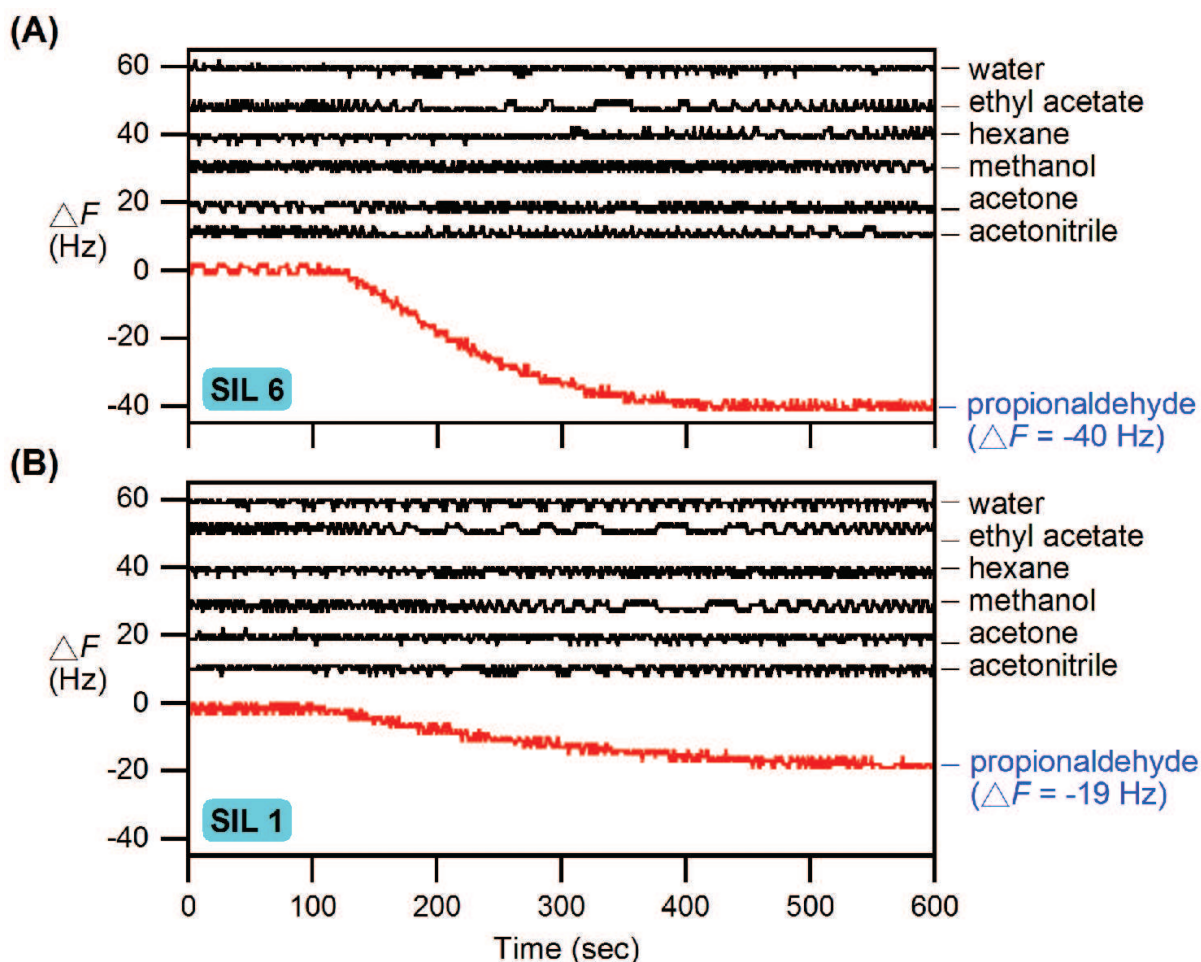 (A)
60
40
20
0
-20
-40
△F
(Hz)
SIL 6
water
ethyl acetate
hexane
methanol
acetone
acetonitrile
propionaldehyde
(△F = -40 Hz)
(B)
60
40
20
0
-20
-40
△F
(Hz)
SIL 1
water
ethyl acetate
hexane
methanol
acetone
acetonitrile
propionaldehyde
(△F = -19 Hz)
0 100 200 300 400 500 600
Time (sec)